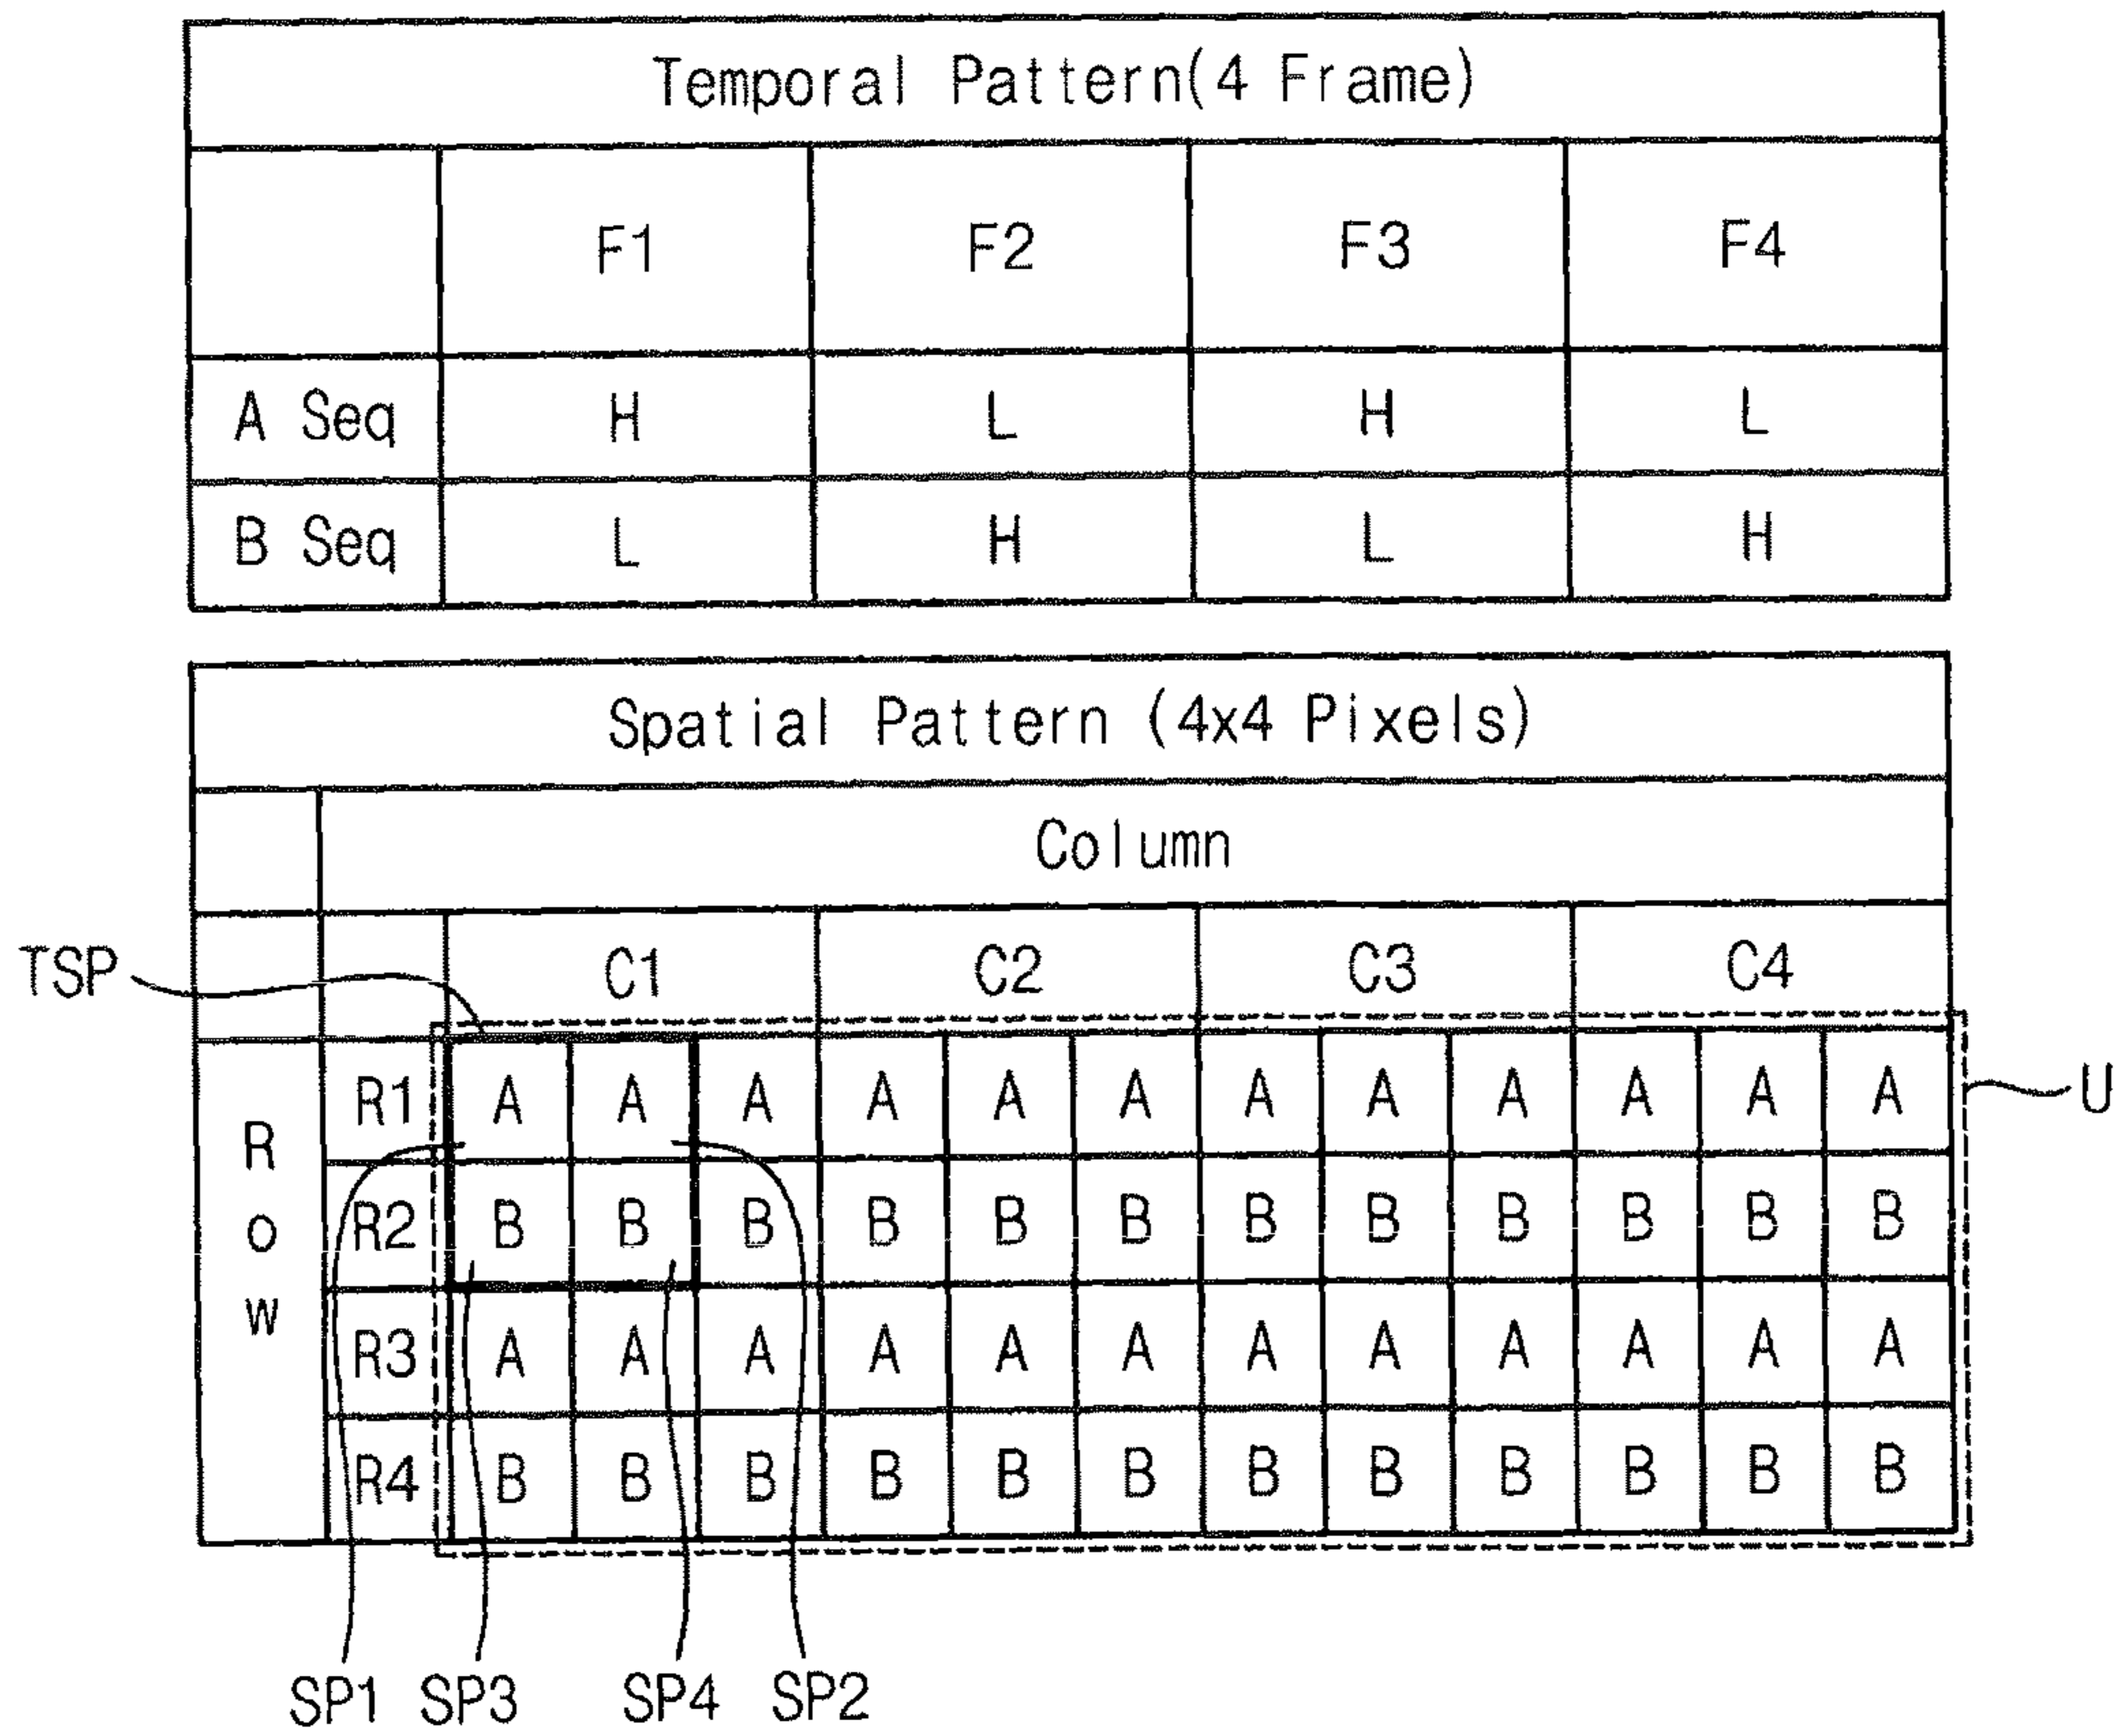 Temporal Pattern(4 Frame)
F1 F2 F3 F4
A Seq H L H L
B Seq L H L H
Spatial Pattern (4x4 Pixels)
Column
TSP C1 C2 C3 C4
Row
R1 A A A A A A A A A A A A U
R2 B B B B B B B B B B B B
R3 A A A A A A A A A A A A
R4 B B B B B B B B B B B B
SP1 SP3 SP4 SP2